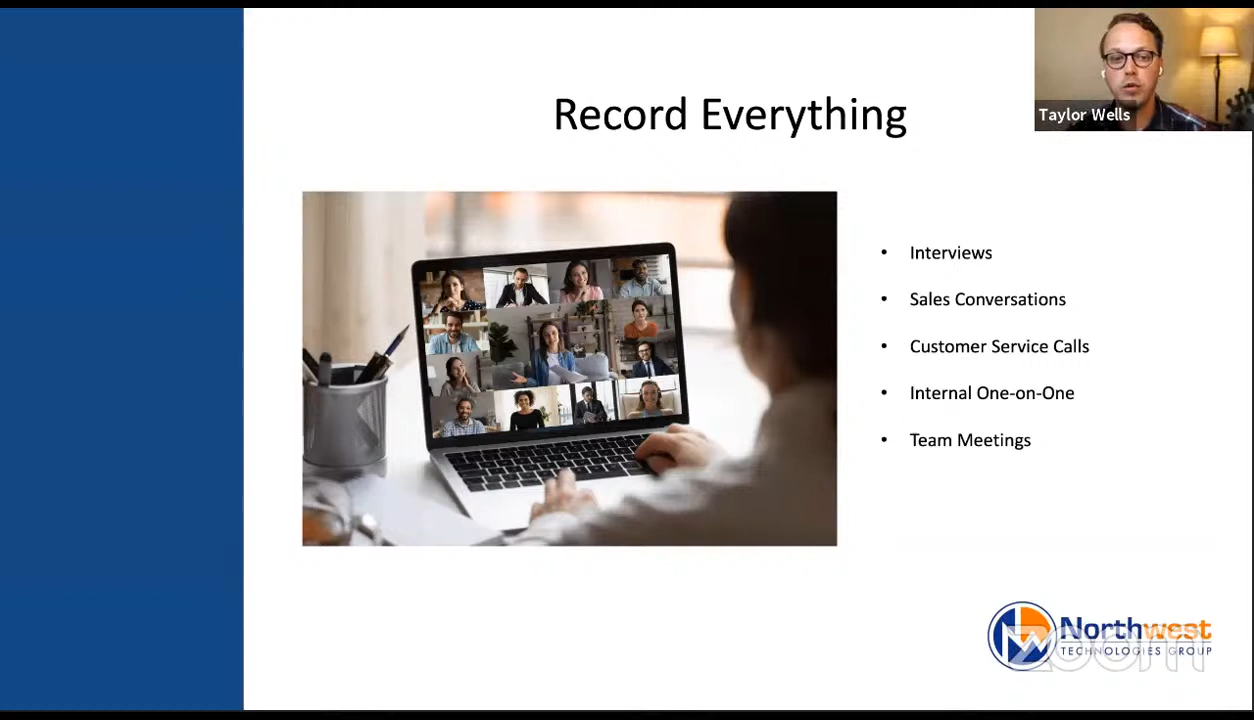 Record Everything
Taylor Wells
• Interviews
• Sales Conversations
• Customer Service Calls
• Internal One-on-One
• Team Meetings
Northwest
TECHNOLOGIES GROUP
zoom